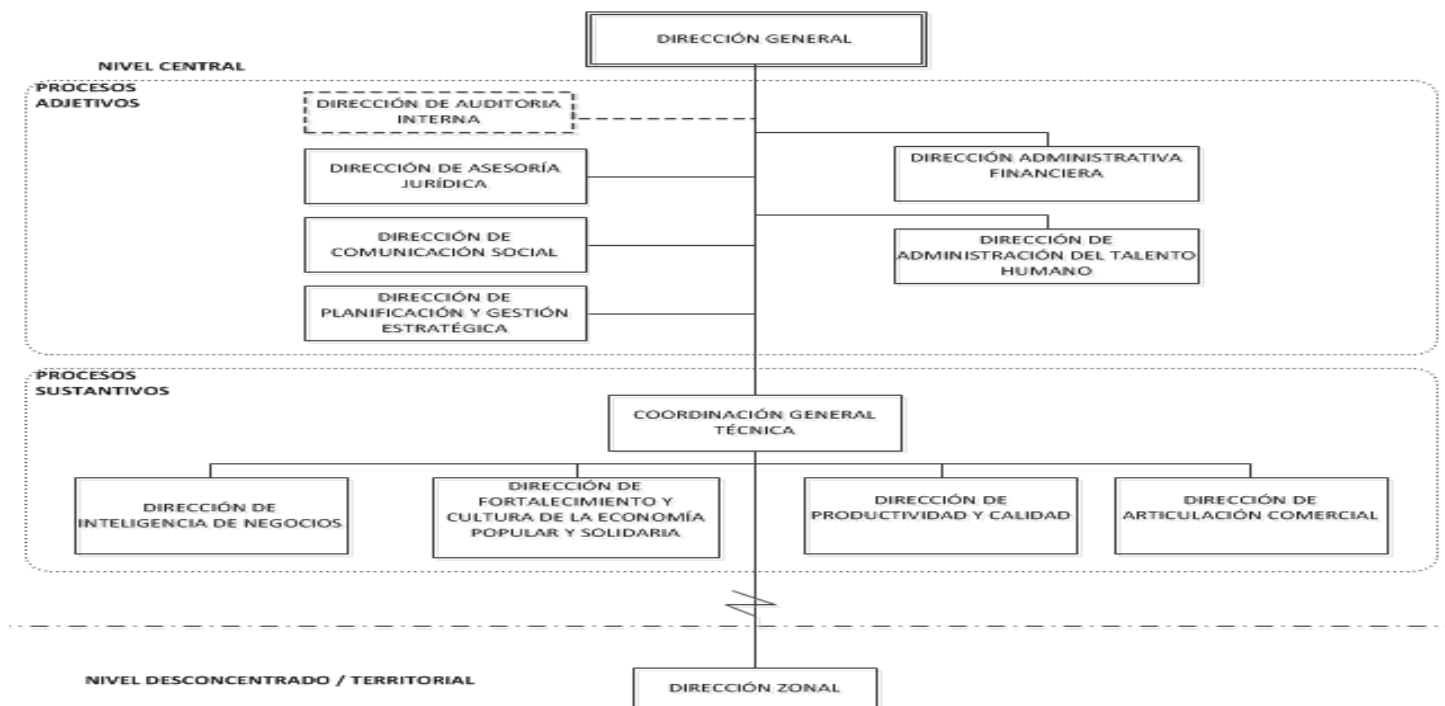 DIRECCIÓN GENERAL
NIVEL CENTRAL
PROCESOS
ADJETIVOS
DIRECCIÓN DE AUDITORIA
INTERNA
DIRECCIÓN ADMINISTRATIVA
FINANCIERA
DIRECCIÓN DE ASESORÍA
JURÍDICA
DIRECCIÓN DE
COMUNICACIÓN SOCIAL
DIRECCIÓN DE
ADMINISTRACIÓN DEL TALENTO
HUMANO
DIRECCIÓN DE
PLANIFICACIÓN Y GESTIÓN
ESTRATÉGICA
PROCESOS
SUSTANTIVOS
COORDINACIÓN GENERAL
TÉCNICA
DIRECCIÓN DE
INTELIGENCIA DE NEGOCIOS
DIRECCIÓN DE
FORTALECIMIENTO Y
CULTURA DE LA ECONOMÍA
POPULAR Y SOLIDARIA
DIRECCIÓN DE
PRODUCTIVIDAD Y CALIDAD
DIRECCIÓN DE
ARTICULACIÓN COMERCIAL
NIVEL DESCONCENTRADO / TERRITORIAL
DIRECCIÓN ZONAL